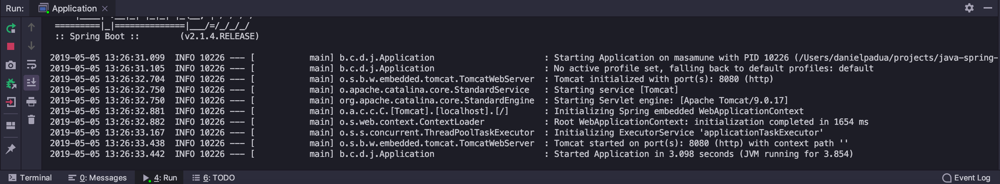 Run: Application
=========|_|==============|___/=/_/_/_/
:: Spring Boot ::        (v2.1.4.RELEASE)
2019-05-05 13:26:31.099  INFO 10226 --- [           main] b.c.d.j.Application                      : Starting Application on masamune with PID 10226 (/Users/danielpadua/projects/java-spring-
2019-05-05 13:26:31.105  INFO 10226 --- [           main] b.c.d.j.Application                      : No active profile set, falling back to default profiles: default
2019-05-05 13:26:32.704  INFO 10226 --- [           main] o.s.b.w.embedded.tomcat.TomcatWebServer  : Tomcat initialized with port(s): 8080 (http)
2019-05-05 13:26:32.750  INFO 10226 --- [           main] o.apache.catalina.core.StandardService   : Starting service [Tomcat]
2019-05-05 13:26:32.750  INFO 10226 --- [           main] org.apache.catalina.core.StandardEngine  : Starting Servlet engine: [Apache Tomcat/9.0.17]
2019-05-05 13:26:32.881  INFO 10226 --- [           main] o.a.c.c.C.[Tomcat].[localhost].[/]       : Initializing Spring embedded WebApplicationContext
2019-05-05 13:26:32.882  INFO 10226 --- [           main] o.s.web.context.ContextLoader            : Root WebApplicationContext: initialization completed in 1654 ms
2019-05-05 13:26:33.167  INFO 10226 --- [           main] o.s.s.concurrent.ThreadPoolTaskExecutor  : Initializing ExecutorService 'applicationTaskExecutor'
2019-05-05 13:26:33.438  INFO 10226 --- [           main] o.s.b.w.embedded.tomcat.TomcatWebServer  : Tomcat started on port(s): 8080 (http) with context path ''
2019-05-05 13:26:33.442  INFO 10226 --- [           main] b.c.d.j.Application                      : Started Application in 3.098 seconds (JVM running for 3.854)
Terminal 0: Messages 4: Run 6: TODO Event Log